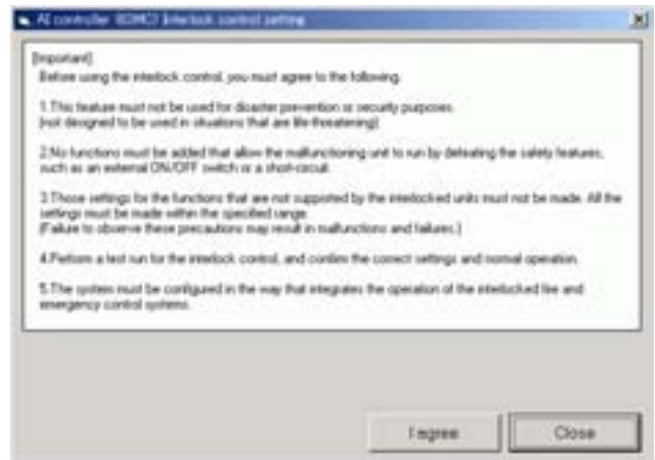 AI controller (EDMC) Interlock control setting
[Important]
Before using the interlock control, you must agree to the following.
1.This feature must not be used for disaster prevention or security purposes.
(not designed to be used in situations that are life-threatening)
2.No functions must be added that allow the malfunctioning unit to run by defeating the safety features,
such as an external ON/OFF switch or a short-circuit.
3.Those settings for the functions that are not supported by the interlocked units must not be made. All the
settings must be made within the specified range.
(Failure to observe these precautions may result in malfunctions and failures.)
4.Perform a test run for the interlock control, and confirm the correct settings and normal operation.
5.The system must be configured in the way that integrates the operation of the interlocked fire and
emergency control systems.
I agree
Close